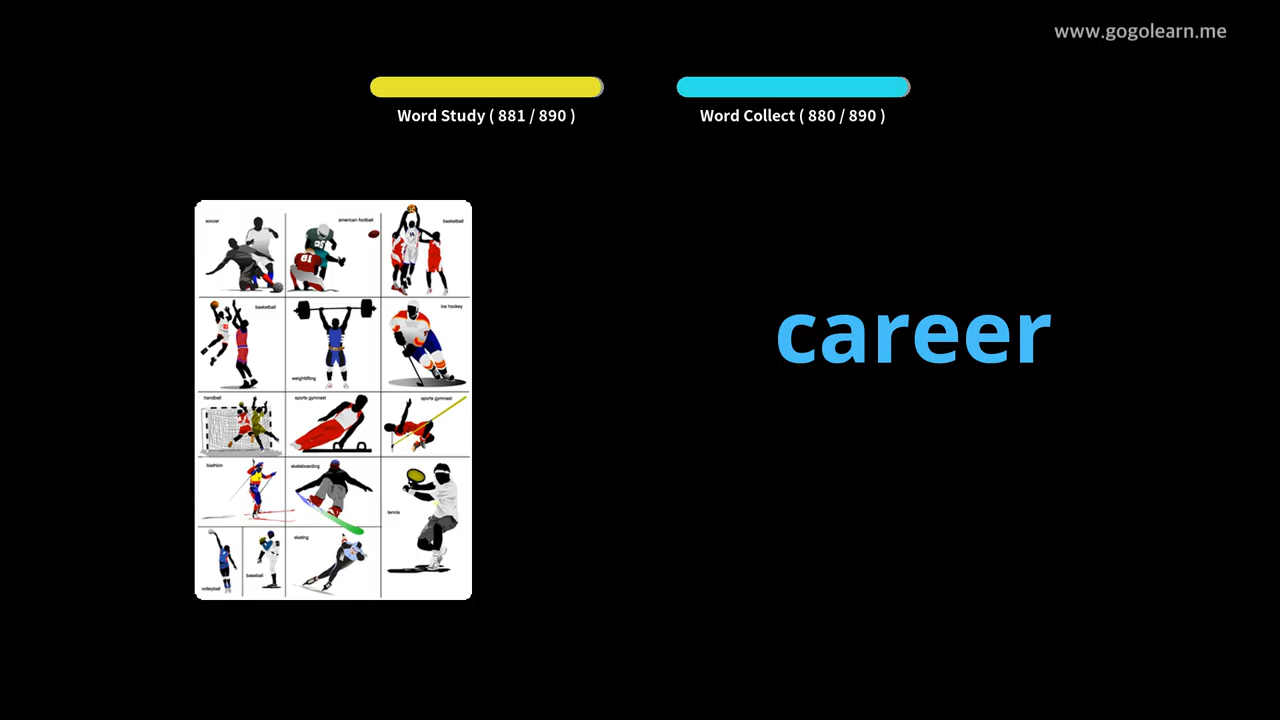 www.gogolearn.me
Word Study ( 881 / 890 )
Word Collect ( 880 / 890 )
soccer
american football
basketball
basketball
weightlifting
ice hockey
handball
sports gymnast
sports gymnast
biathlon
skateboarding
tennis
volleyball
baseball
skating
career